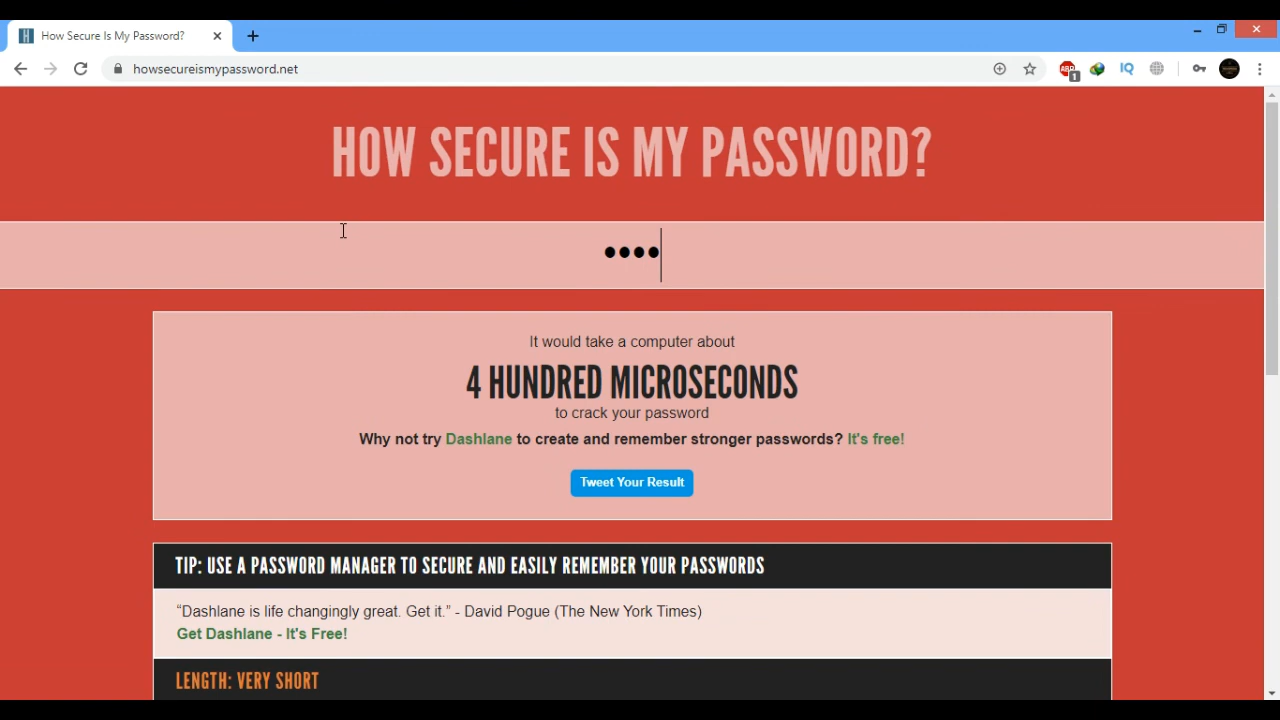 How Secure Is My Password?
howsecureismypassword.net
ABP
1
IQ
HOW SECURE IS MY PASSWORD?
••••
It would take a computer about
4 HUNDRED MICROSECONDS
to crack your password
Why not try Dashlane to create and remember stronger passwords? It's free!
Tweet Your Result
TIP: USE A PASSWORD MANAGER TO SECURE AND EASILY REMEMBER YOUR PASSWORDS
“Dashlane is life changingly great. Get it.” - David Pogue (The New York Times)
Get Dashlane - It's Free!
LENGTH: VERY SHORT